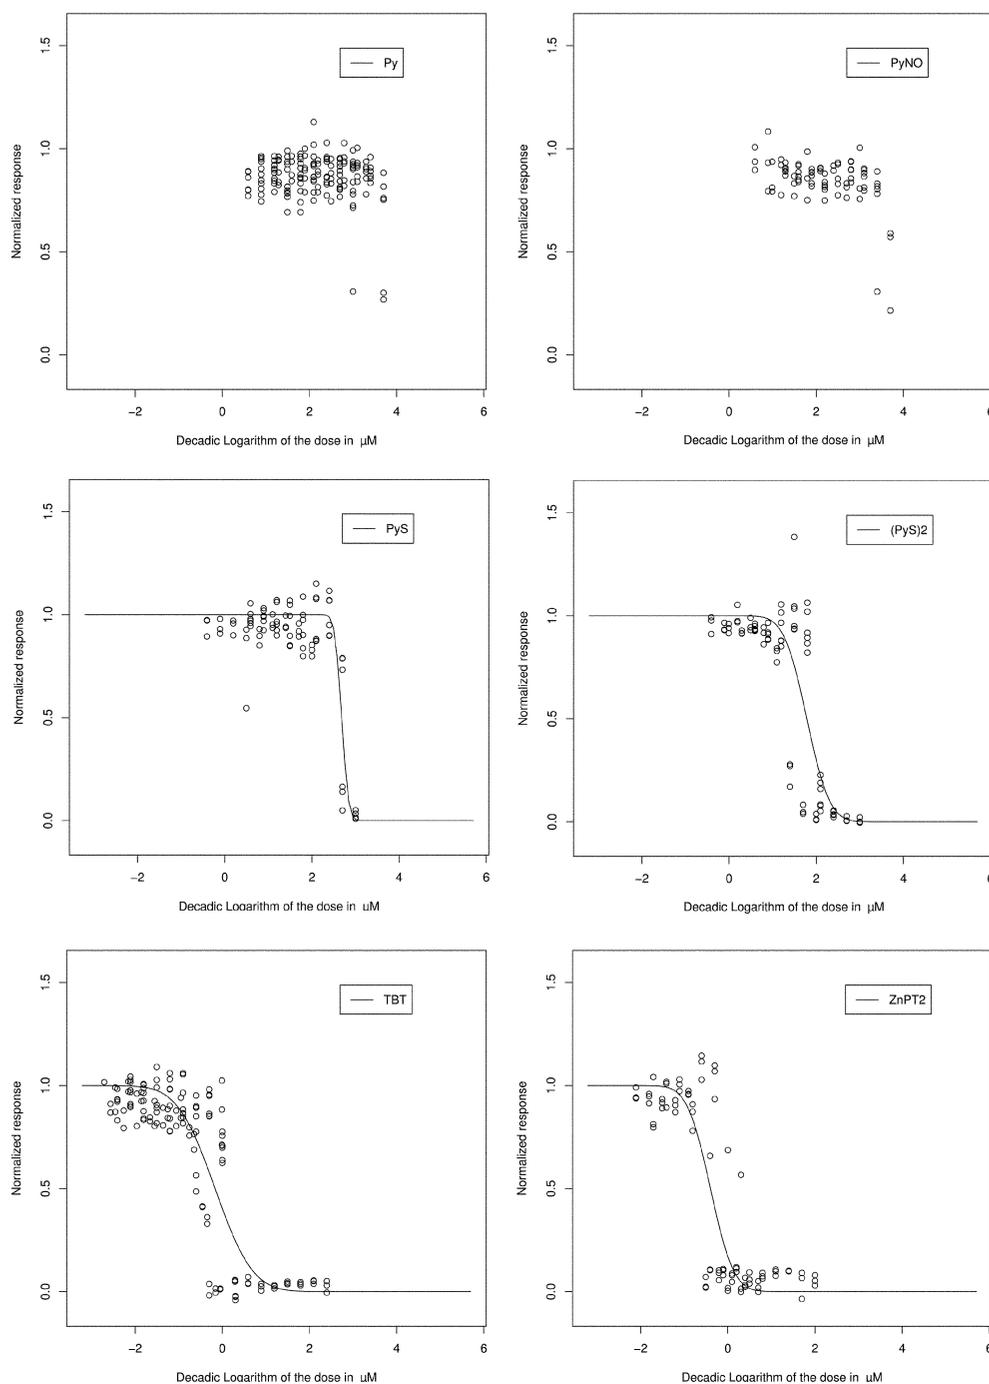 1.5
1.0
0.5
0.0
Normalized response
Py
−2 0 2 4 6
Decadic Logarithm of the dose in µM
1.5
1.0
0.5
0.0
Normalized response
PyNO
−2 0 2 4 6
Decadic Logarithm of the dose in µM
1.5
1.0
0.5
0.0
Normalized response
PyS
−2 0 2 4 6
Decadic Logarithm of the dose in µM
1.5
1.0
0.5
0.0
Normalized response
(PyS)2
−2 0 2 4 6
Decadic Logarithm of the dose in µM
1.5
1.0
0.5
0.0
Normalized response
TBT
−2 0 2 4 6
Decadic Logarithm of the dose in µM
1.5
1.0
0.5
0.0
Normalized response
ZnPT2
−2 0 2 4 6
Decadic Logarithm of the dose in µM